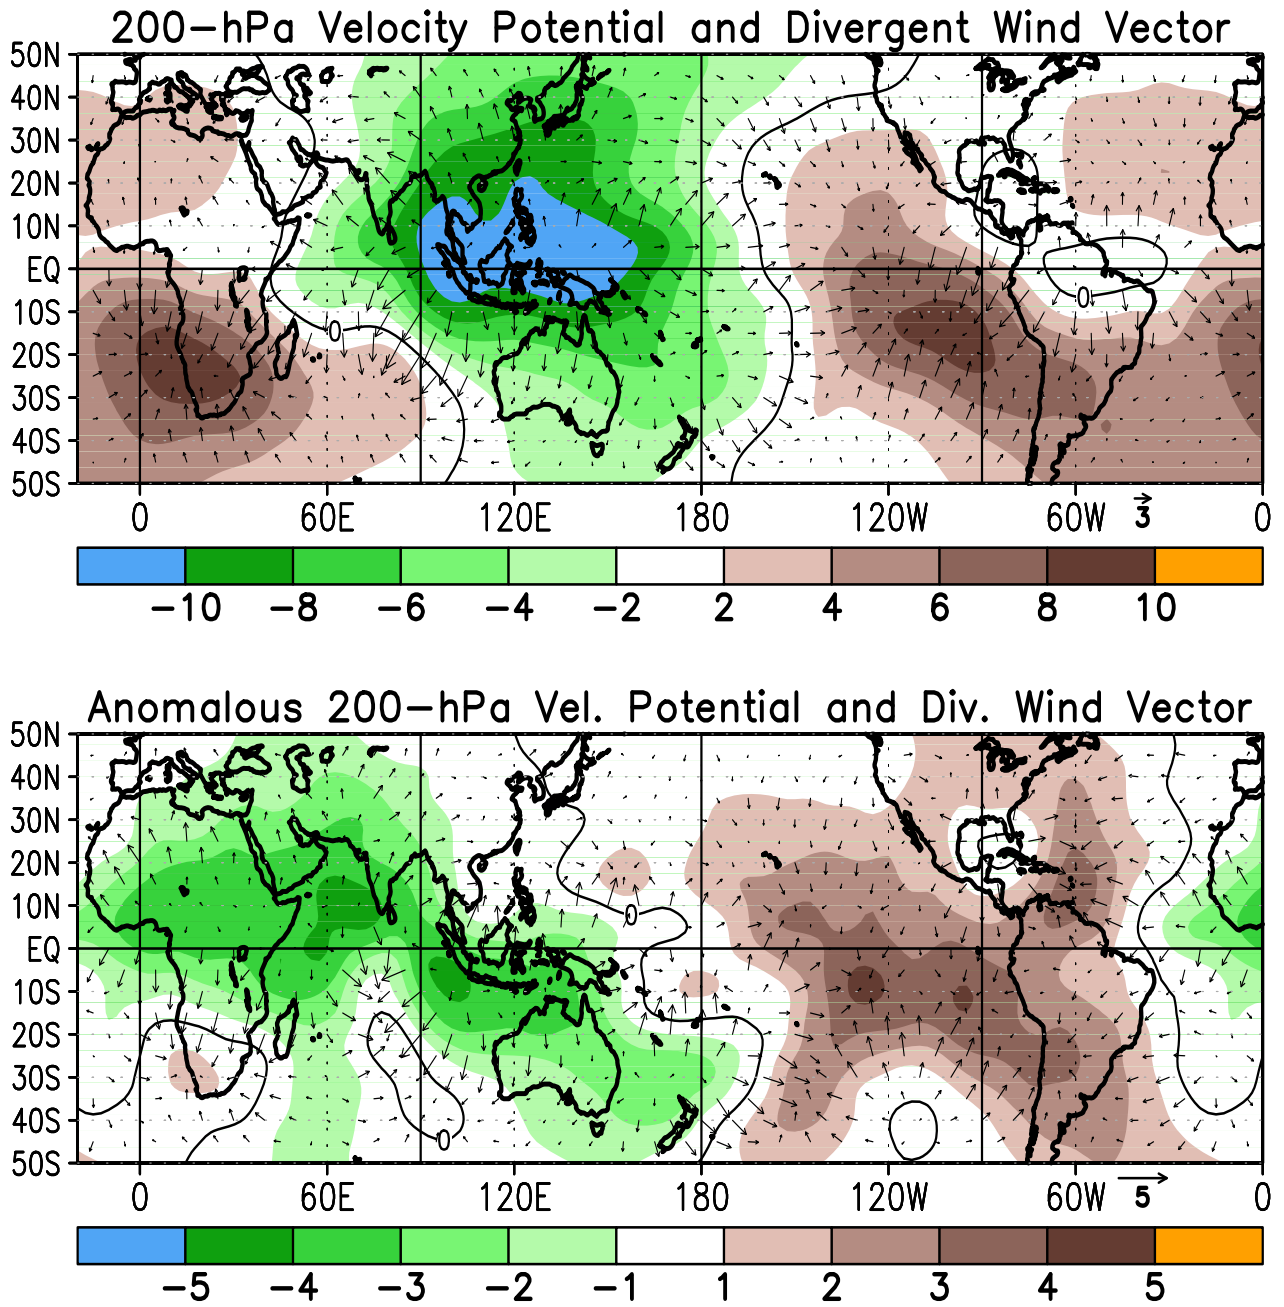 200-hPa Velocity Potential and Divergent Wind Vector
50N
40N
30N
20N
10N
EQ
10S
20S
30S
40S
50S
0
0
0 60E 120E 180 120W 60W 0
3
-10 -8 -6 -4 -2 2 4 6 8 10
Anomalous 200-hPa Vel. Potential and Div. Wind Vector
50N
40N
30N
20N
10N
EQ
10S
20S
30S
40S
50S
0
0
0 60E 120E 180 120W 60W 0
5
-5 -4 -3 -2 -1 1 2 3 4 5